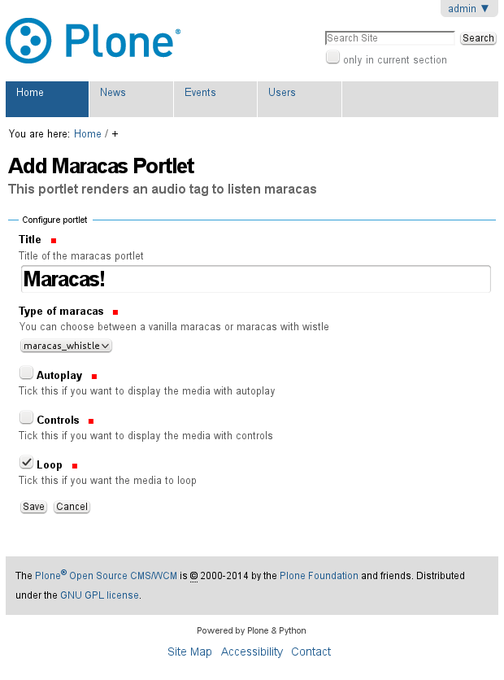 admin ▼
Plone®
Search Site
Search
only in current section
Home
News
Events
Users
You are here: Home / +
Add Maracas Portlet
This portlet renders an audio tag to listen maracas
Configure portlet
Title
Title of the maracas portlet
Maracas!
Type of maracas
You can choose between a vanilla maracas or maracas with wistle
maracas_whistle
Autoplay
Tick this if you want to display the media with autoplay
Controls
Tick this if you want to display the media with controls
Loop
Tick this if you want the media to loop
Save Cancel
The Plone® Open Source CMS/WCM is © 2000-2014 by the Plone Foundation and friends. Distributed
under the GNU GPL license.
Powered by Plone & Python
Site Map Accessibility Contact